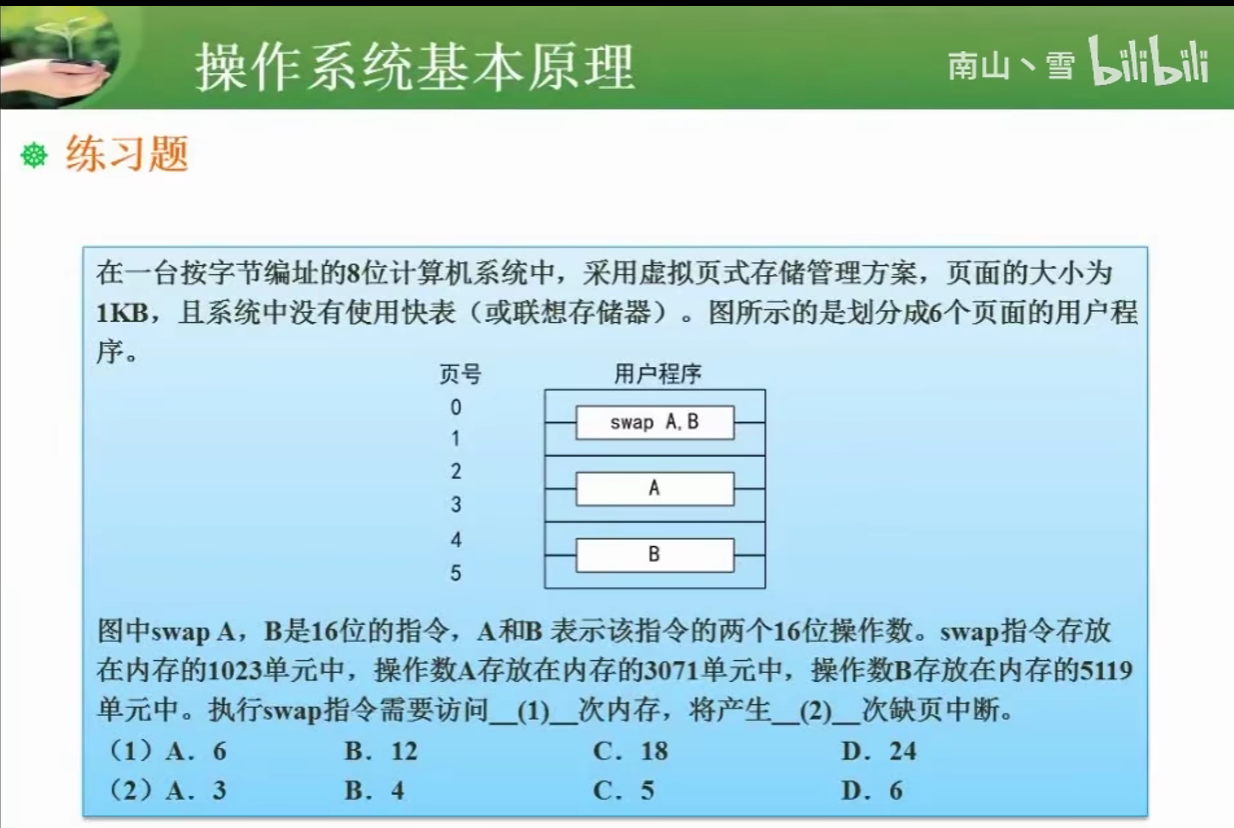 操作系统基本原理
南山丶雪 bilibili
练习题
在一台按字节编址的8位计算机系统中，采用虚拟页式存储管理方案，页面的大小为
1KB，且系统中没有使用快表（或联想存储器）。图所示的是划分成6个页面的用户程
序。
页号 用户程序
0
swap A,B
1
2
A
3
4
B
5
图中swap A，B是16位的指令，A和B 表示该指令的两个16位操作数。swap指令存放
在内存的1023单元中，操作数A存放在内存的3071单元中，操作数B存放在内存的5119
单元中。执行swap指令需要访问__(1)__次内存，将产生__(2)__次缺页中断。
（1）A．6 B．12 C．18 D．24
（2）A．3 B．4 C．5 D．6